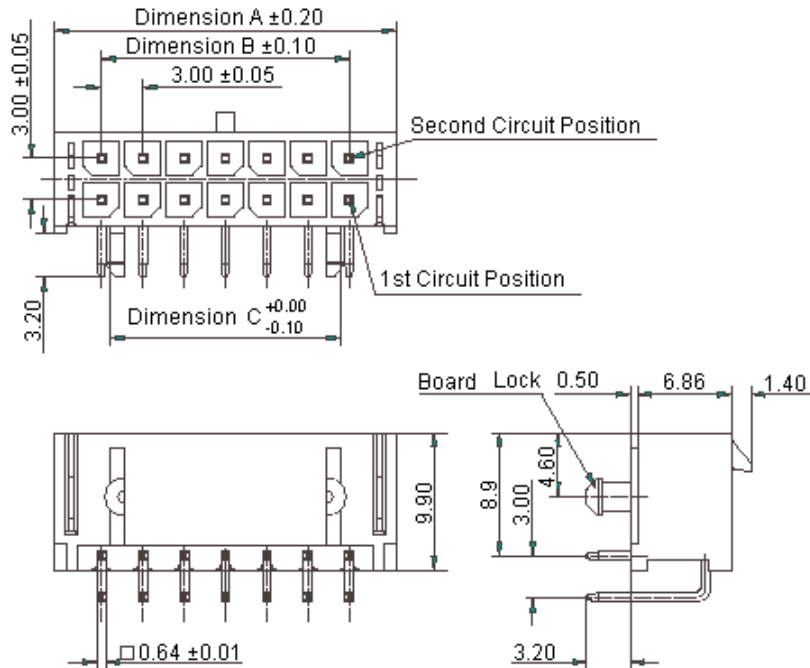 Dimension A ±0.20
Dimension B ±0.10
3.00 ±0.05
3.00 ±0.05
Second Circuit Position
1st Circuit Position
3.20
Dimension C +0.00
-0.10
Board Lock
0.50
6.86
1.40
9.90
8.9
4.60
3.00
□0.64 ±0.01
3.20